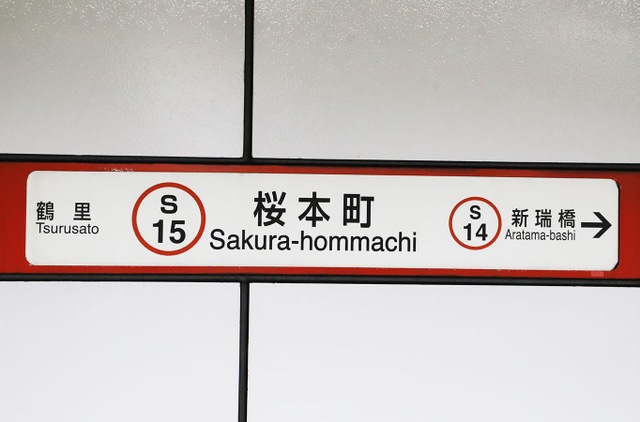 鶴里
Tsurusato
S
15
桜本町
Sakura-hommachi
S
14
新瑞橋
Aratama-bashi
→